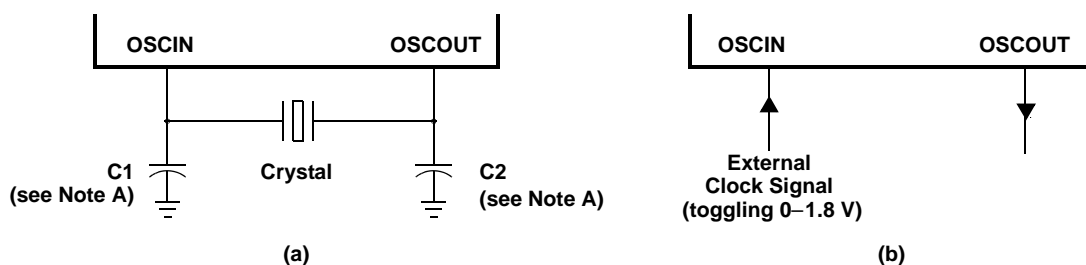 OSCIN OSCOUT
C1
(see Note A)
Crystal
C2
(see Note A)
(a)
OSCIN OSCOUT
External
Clock Signal
(toggling 0–1.8 V)
(b)